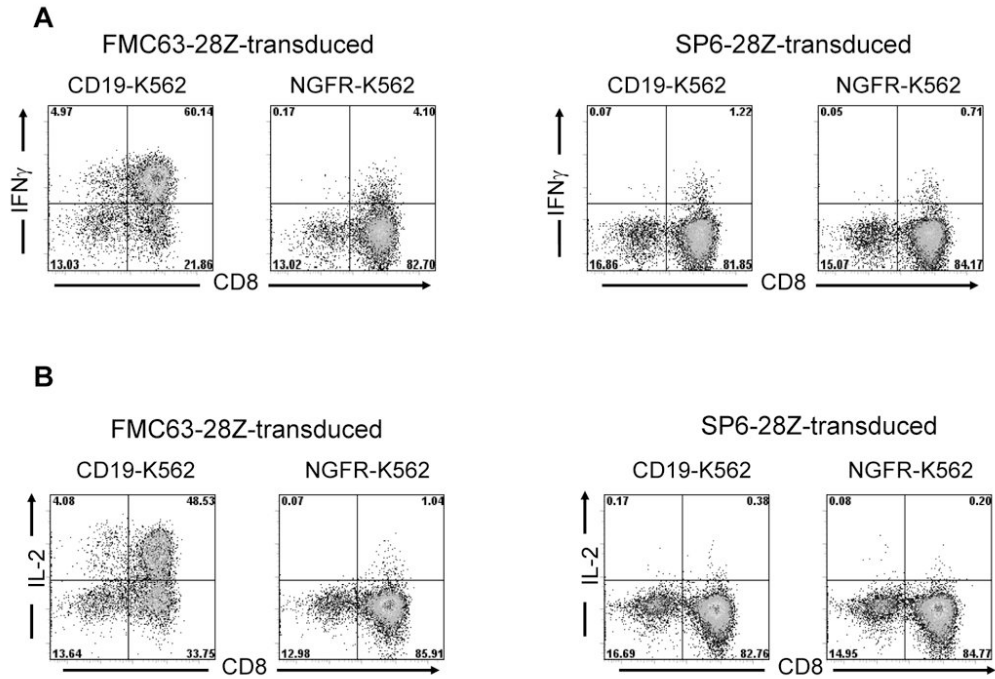 A
FMC63-28Z-transduced
SP6-28Z-transduced
CD19-K562
NGFR-K562
CD19-K562
NGFR-K562
4.97 60.14
0.17 4.10
0.07 1.22
0.05 0.71
IFNγ
IFNγ
13.03 21.86
13.02 82.70
16.86 81.85
15.07 84.17
CD8
CD8
B
FMC63-28Z-transduced
SP6-28Z-transduced
CD19-K562
NGFR-K562
CD19-K562
NGFR-K562
4.08 48.53
0.07 1.04
0.17 0.38
0.08 0.20
IL-2
IL-2
13.64 33.75
12.98 85.91
16.69 82.76
14.95 84.77
CD8
CD8